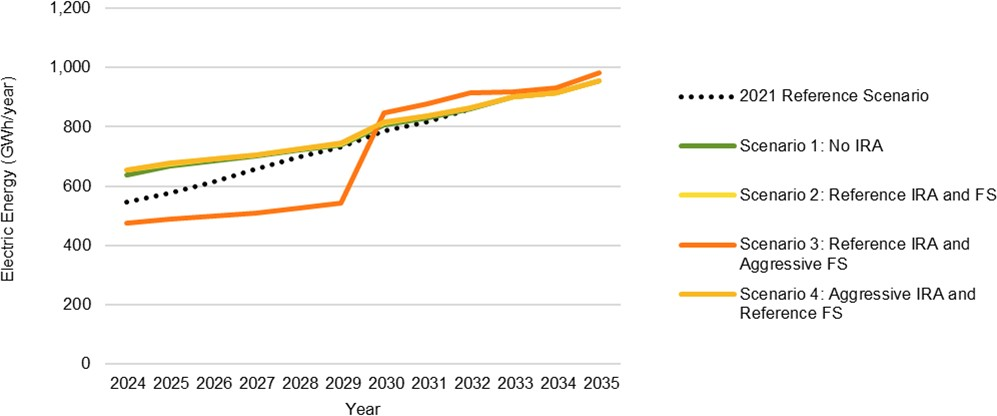 1,200
1,000
800
600
400
200
0
Electric Energy (GWh/year)
2024 2025 2026 2027 2028 2029 2030 2031 2032 2033 2034 2035
Year
2021 Reference Scenario
Scenario 1: No IRA
Scenario 2: Reference IRA and FS
Scenario 3: Reference IRA and
Aggressive FS
Scenario 4: Aggressive IRA and
Reference FS